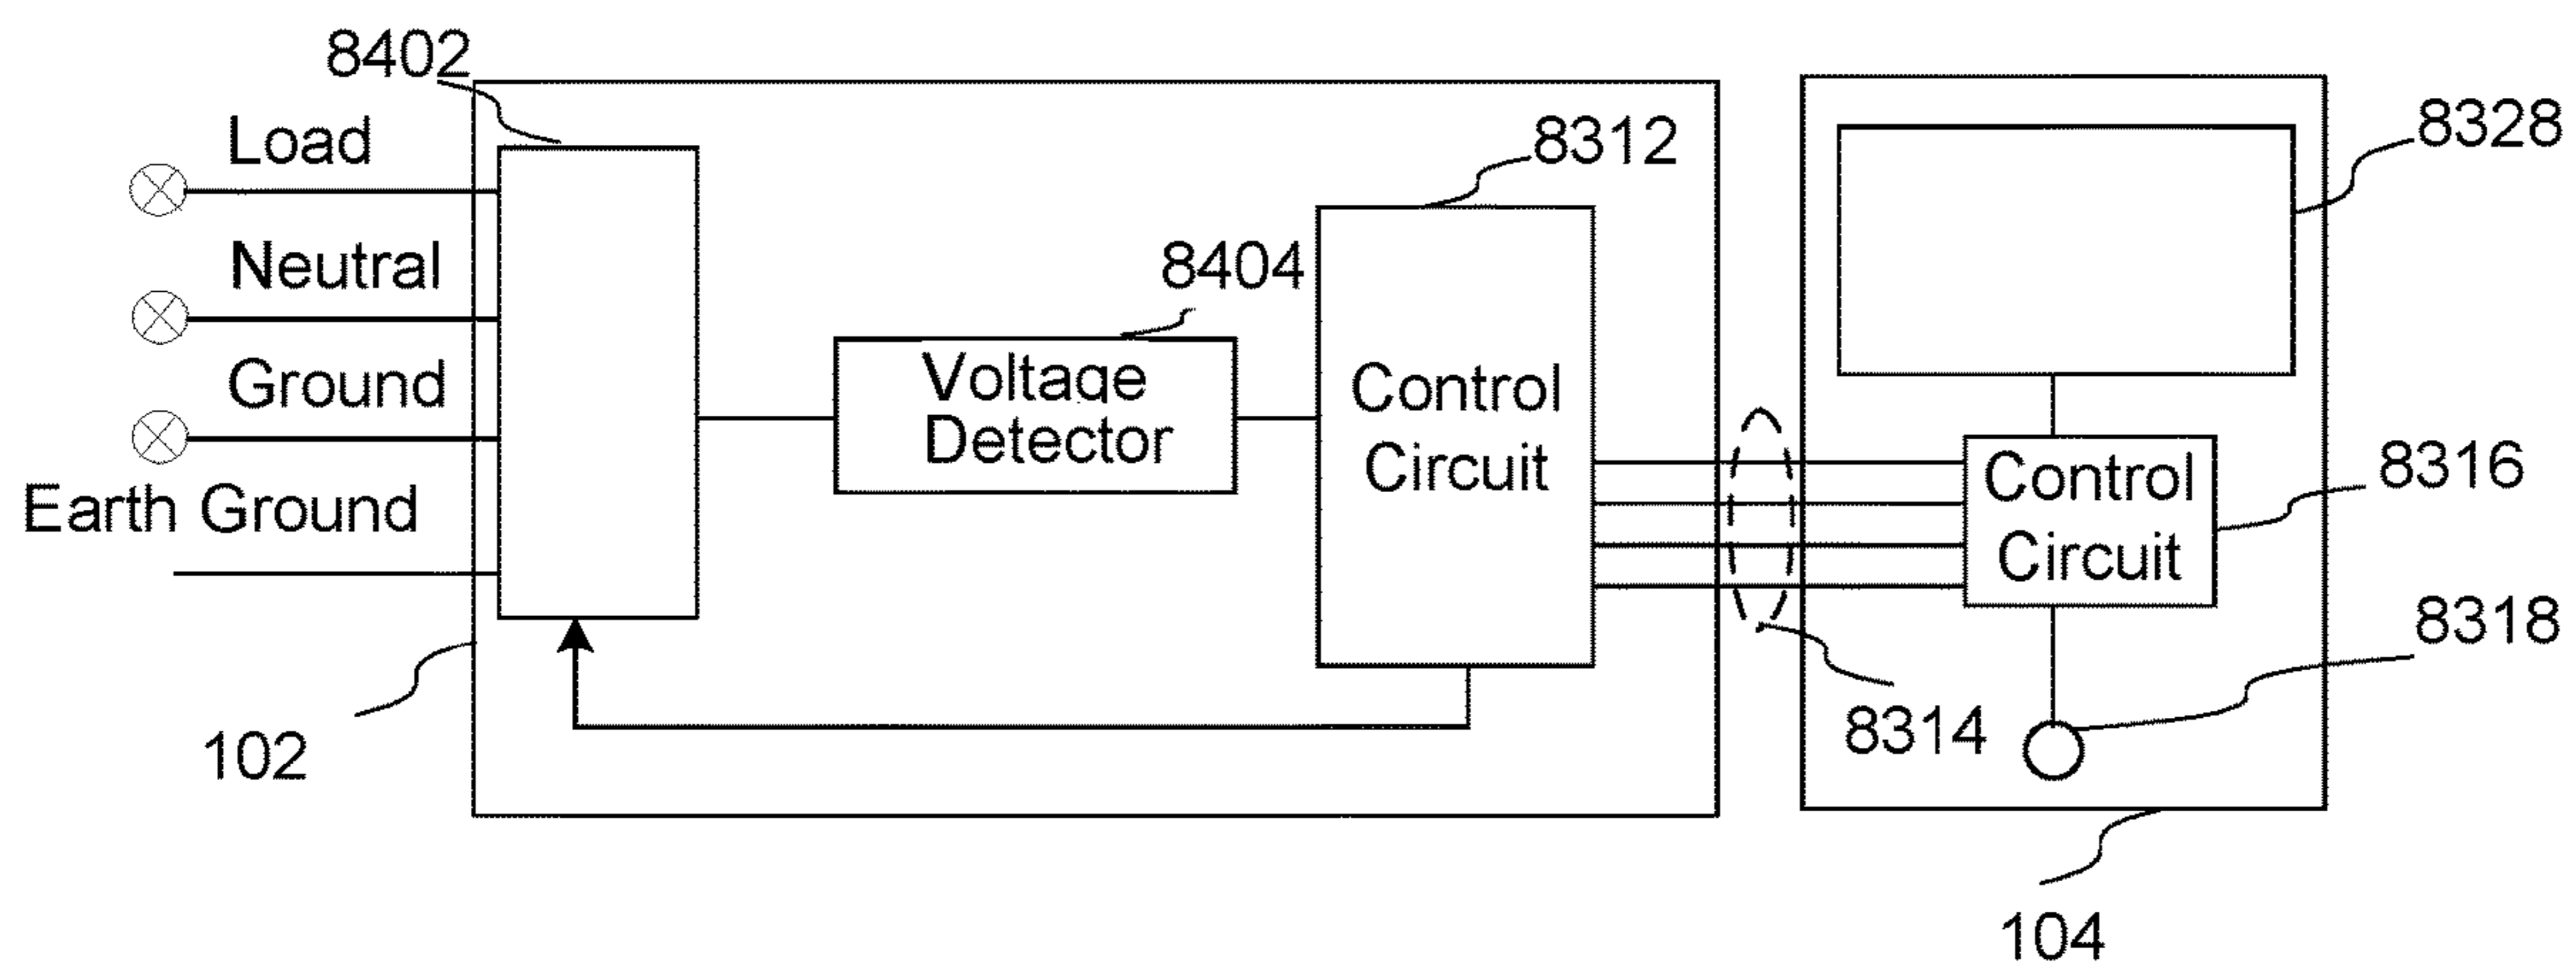 8402
Load
8312
8328
Neutral
8404
Ground
Voltage
Detector
Control
Circuit
Control
Circuit
8316
Earth Ground
8318
102
8314
104